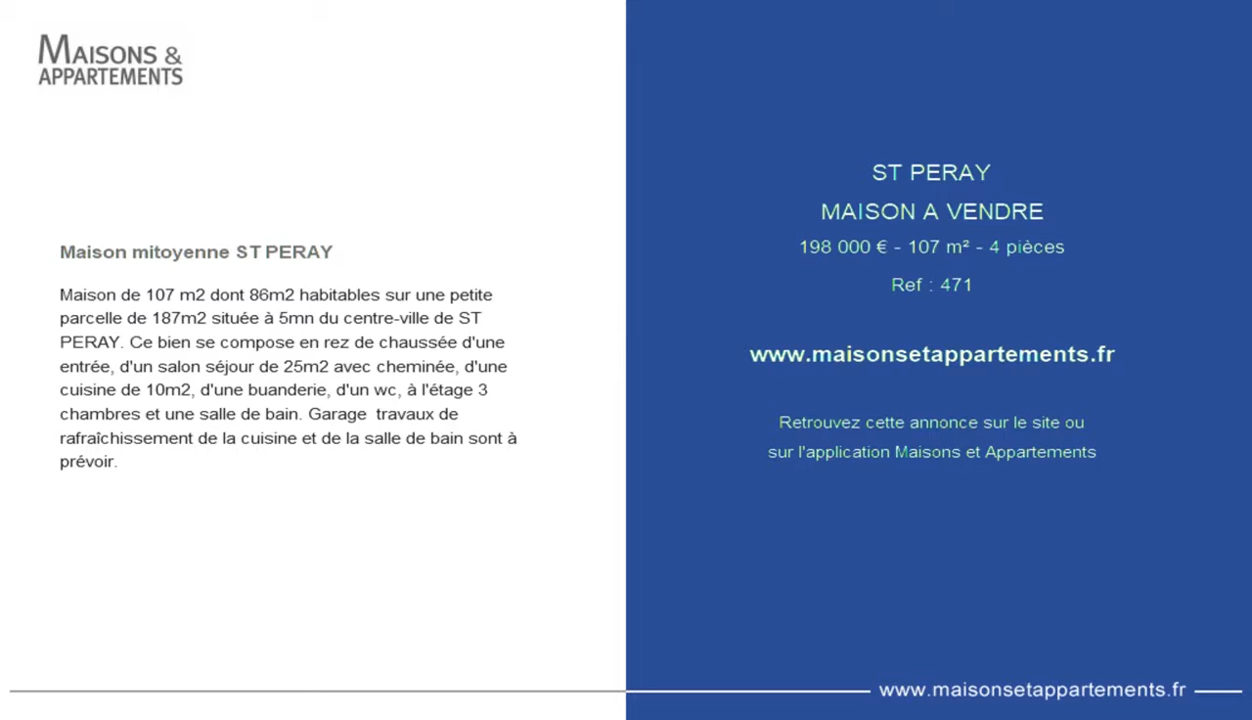 MAISONS &
APPARTEMENTS
Maison mitoyenne ST PERAY
Maison de 107 m2 dont 86m2 habitables sur une petite
parcelle de 187m2 située à 5mn du centre-ville de ST
PERAY. Ce bien se compose en rez de chaussée d'une
entrée, d'un salon séjour de 25m2 avec cheminée, d'une
cuisine de 10m2, d'une buanderie, d'un wc, à l'étage 3
chambres et une salle de bain. Garage  travaux de
rafraîchissement de la cuisine et de la salle de bain sont à
prévoir.
ST PERAY
MAISON A VENDRE
198 000 € - 107 m² - 4 pièces
Ref : 471
www.maisonsetappartements.fr
Retrouvez cette annonce sur le site ou
sur l'application Maisons et Appartements
www.maisonsetappartements.fr